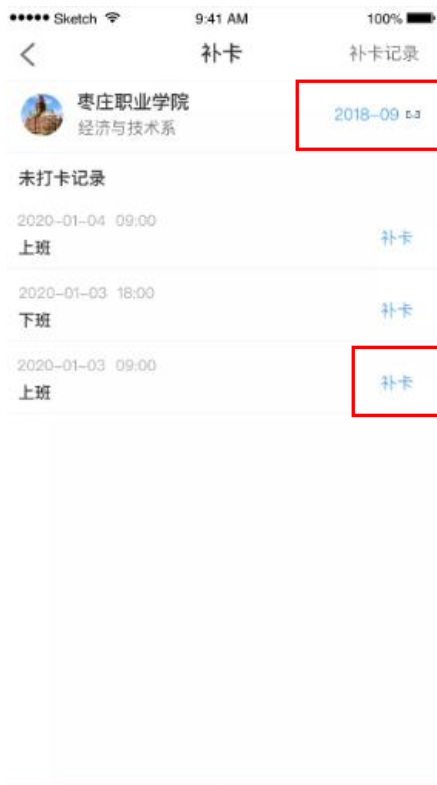 Sketch 9:41 AM 100%
补卡 补卡记录
枣庄职业学院
经济与技术系 2018-09
未打卡记录
2020-01-04 09:00
上班 补卡
2020-01-03 18:00
下班 补卡
2020-01-03 09:00
上班 补卡